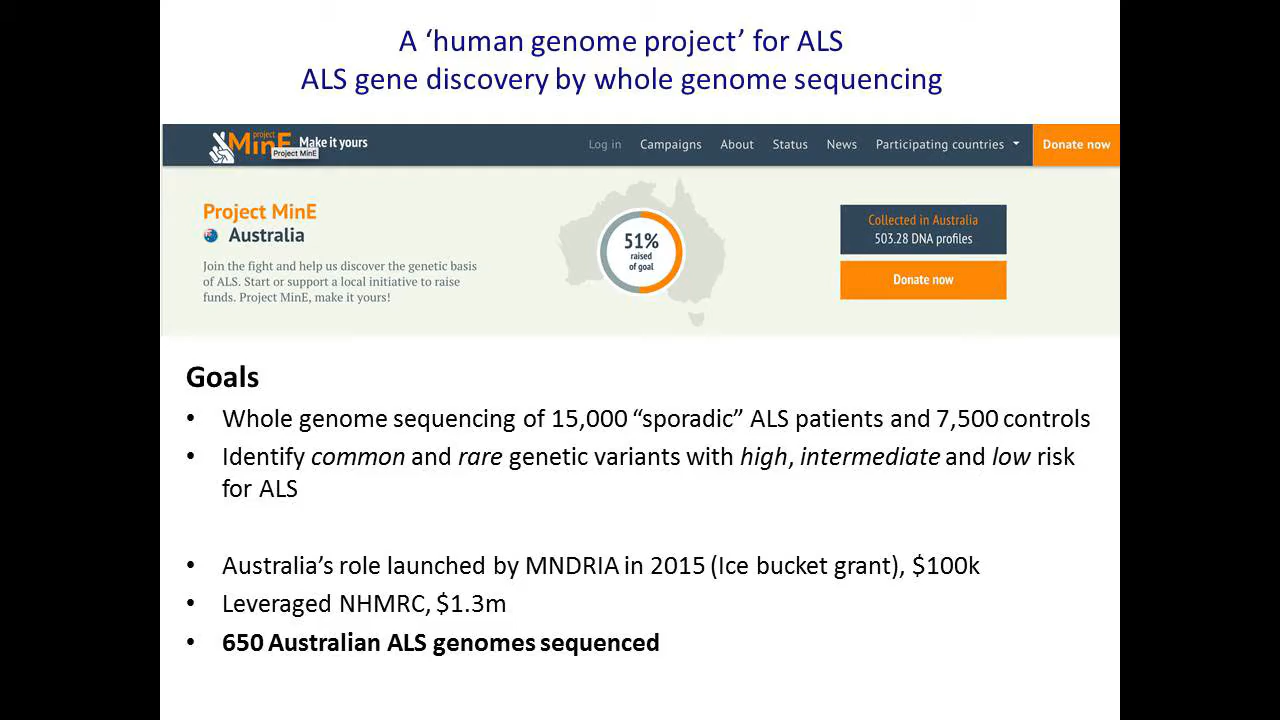 A ‘human genome project’ for ALS
ALS gene discovery by whole genome sequencing
project MinE Make it yours
Project MinE
Log in Campaigns About Status News Participating countries Donate now
Project MinE
Australia
Join the fight and help us discover the genetic basis
of ALS. Start or support a local initiative to raise
funds. Project MinE, make it yours!
51%
raised
of goal
Collected in Australia
503.28 DNA profiles
Donate now
Goals
• Whole genome sequencing of 15,000 “sporadic” ALS patients and 7,500 controls
• Identify common and rare genetic variants with high, intermediate and low risk
for ALS
• Australia’s role launched by MNDRIA in 2015 (Ice bucket grant), $100k
• Leveraged NHMRC, $1.3m
• 650 Australian ALS genomes sequenced